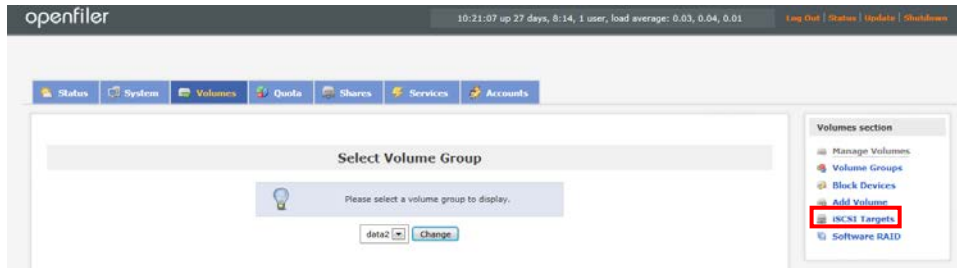 openfiler
10:21:07 up 27 days, 8:14, 1 user, load average: 0.03, 0.04, 0.01
Log Out | Status | Update | Shutdown
Status System Volumes Quota Shares Services Accounts
Select Volume Group
Please select a volume group to display.
data2 Change
Volumes section
Manage Volumes
Volume Groups
Block Devices
Add Volume
iSCSI Targets
Software RAID